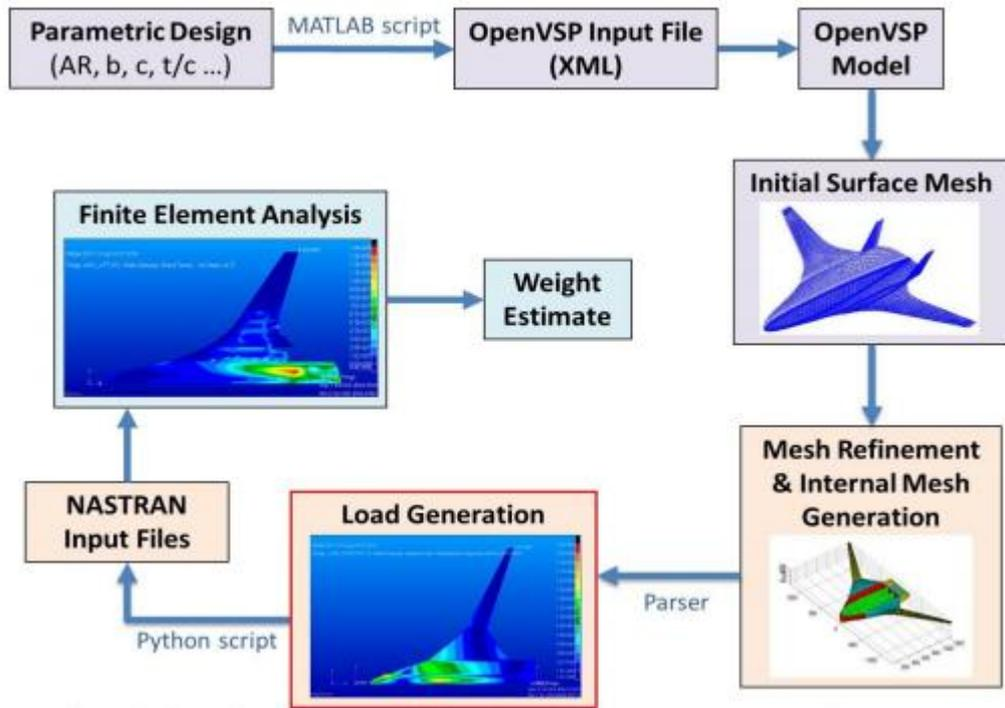 Parametric Design
(AR, b, c, t/c ...)
MATLAB script
OpenVSP Input File
(XML)
OpenVSP
Model
Initial Surface Mesh
Finite Element Analysis
Weight
Estimate
Mesh Refinement
& Internal Mesh
Generation
Parser
Load Generation
Python script
NASTRAN
Input Files